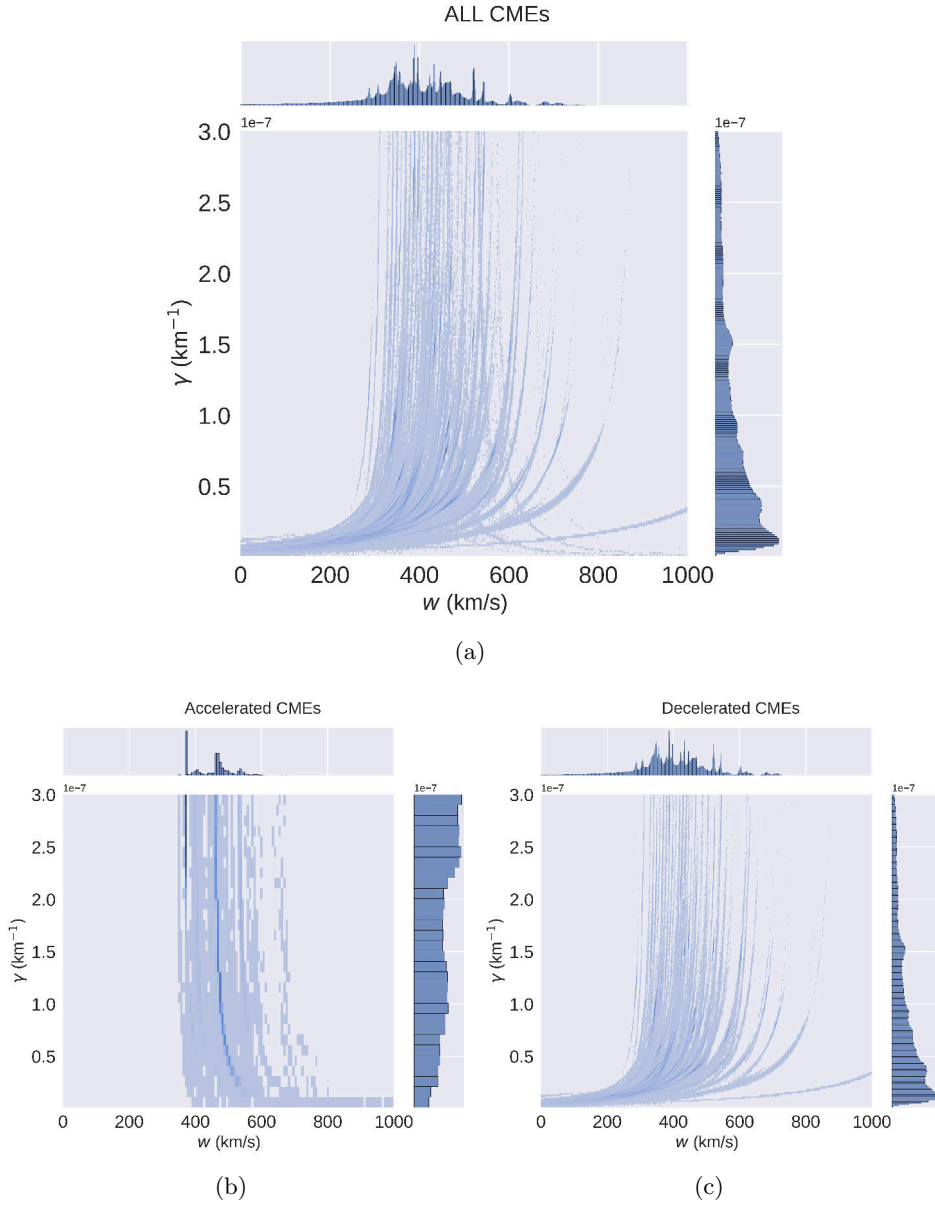 ALL CMEs
1e−7
1e−7
3.0
2.5
2.0
1.5
1.0
0.5
γ (km⁻¹)
0 200 400 600 800 1000
w (km/s)
(a)
Accelerated CMEs
1e−7
1e−7
3.0
2.5
2.0
1.5
1.0
0.5
γ (km⁻¹)
0 200 400 600 800 1000
w (km/s)
(b)
Decelerated CMEs
1e−7
1e−7
3.0
2.5
2.0
1.5
1.0
0.5
γ (km⁻¹)
0 200 400 600 800 1000
w (km/s)
(c)